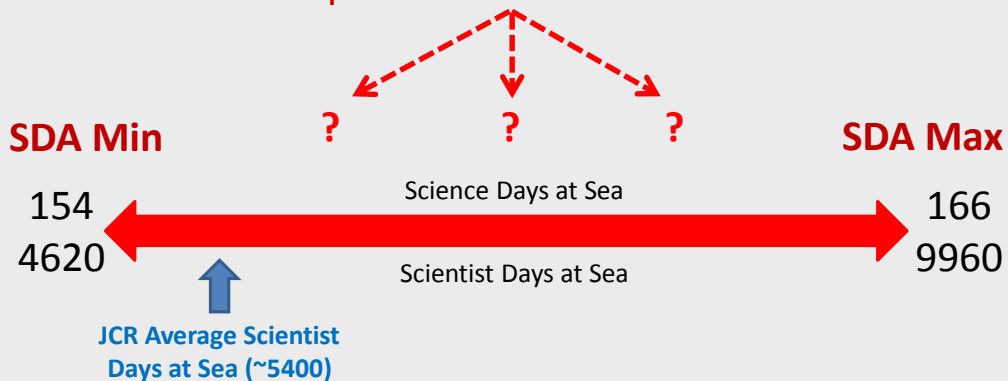 ? ? ?
SDA Min
SDA Max
154
Science Days at Sea
166
4620
Scientist Days at Sea
9960
JCR Average Scientist
Days at Sea (~5400)